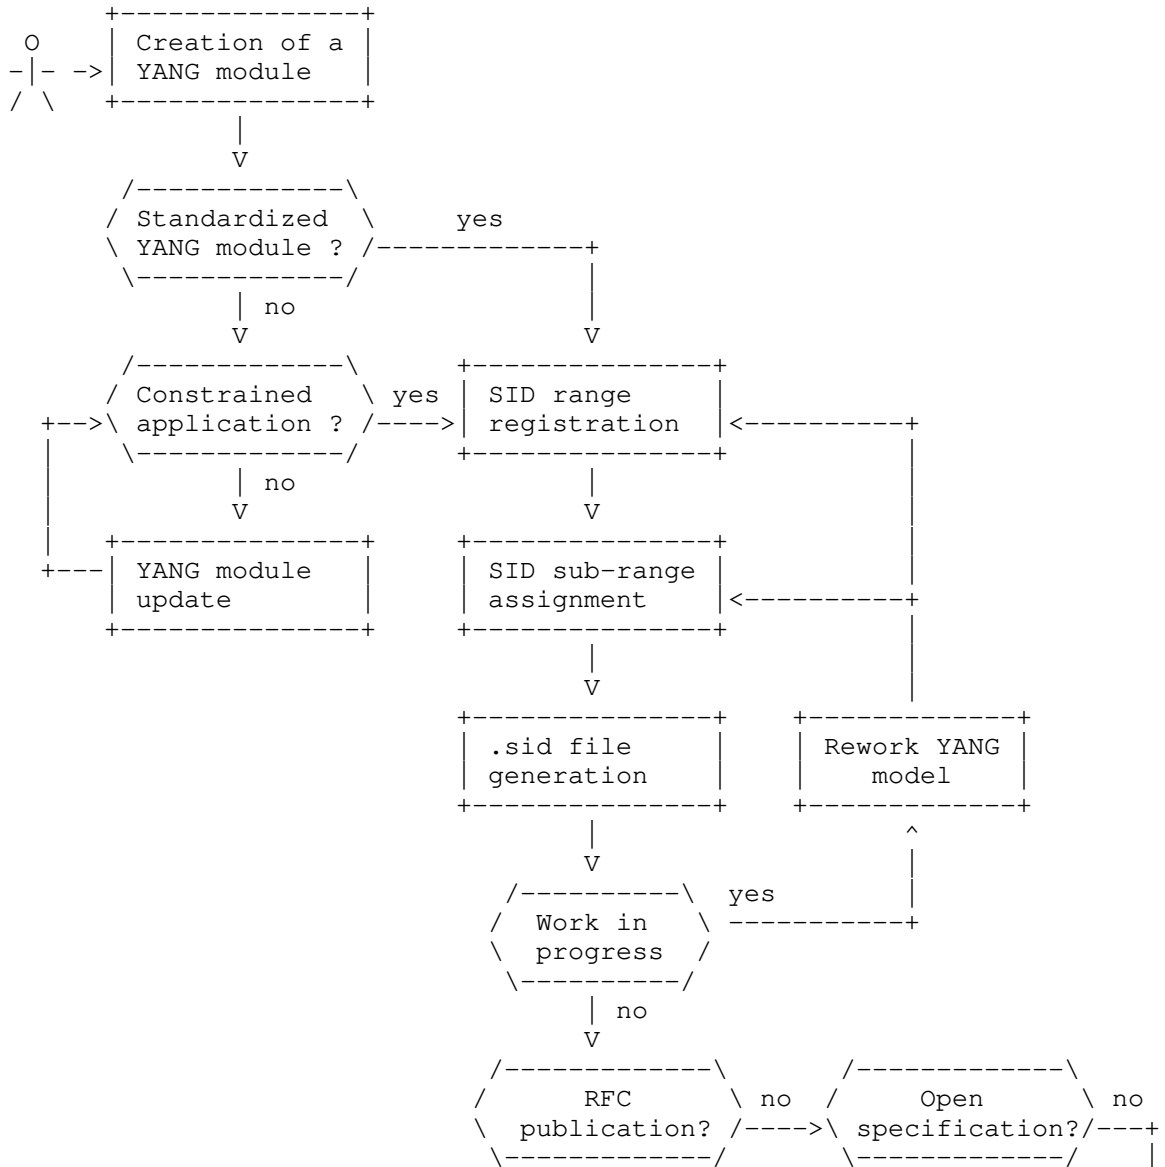 Creation of a
YANG module
Standardized
YANG module ?
yes
no
Constrained
application ?
yes
SID range
registration
no
YANG module
update
SID sub-range
assignment
.sid file
generation
Rework YANG
model
Work in
progress
yes
no
RFC
publication?
no
Open
specification?
no